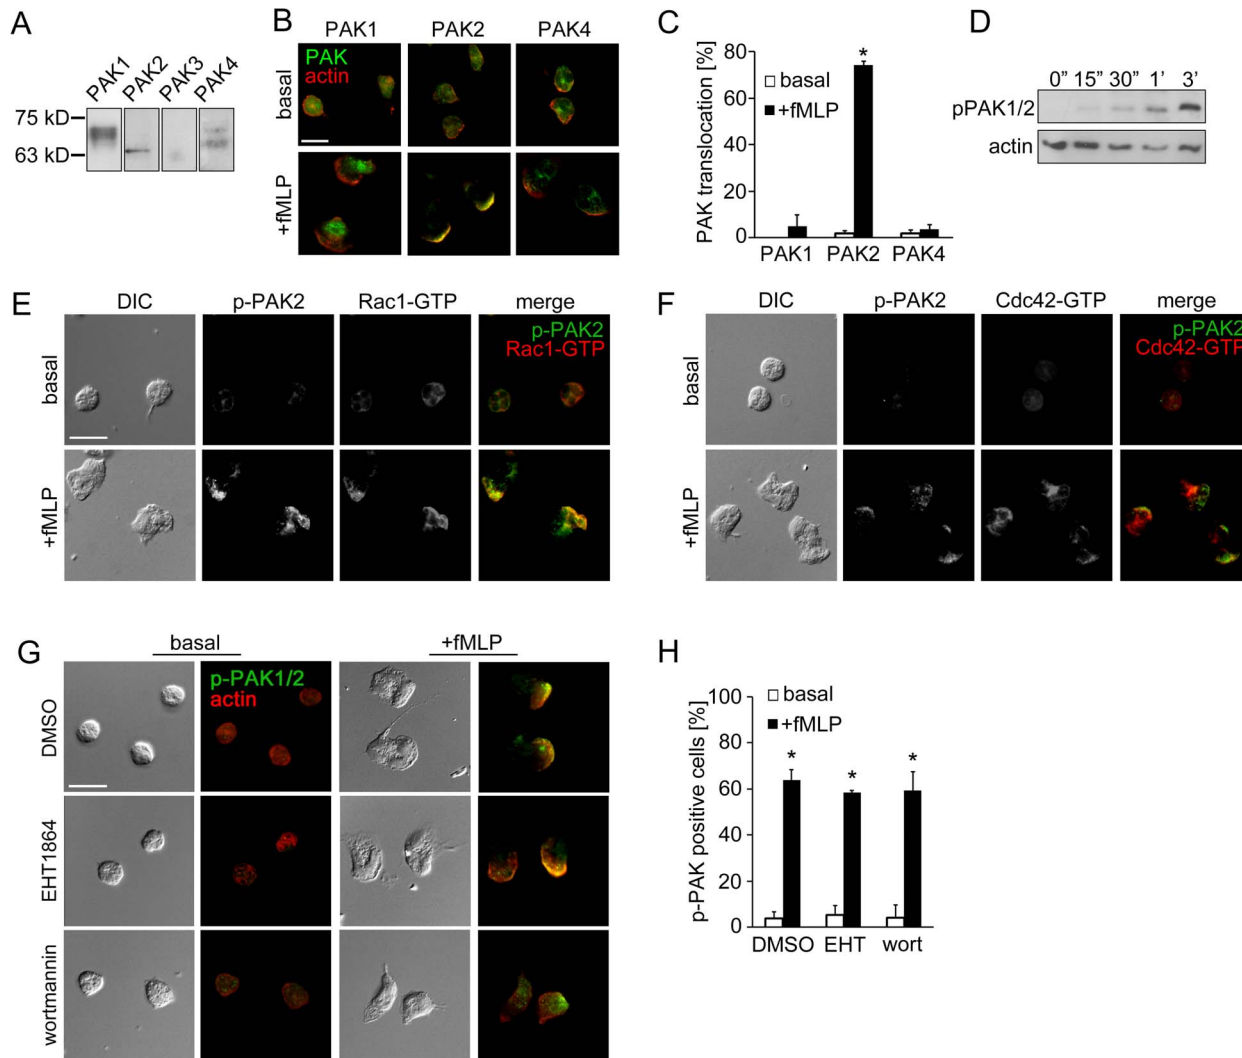 A
PAK1 PAK2 PAK3 PAK4
75 kD
63 kD
B
PAK1 PAK2 PAK4
PAK
actin
basal
+fMLP
C
PAK translocation [%]
80
60
40
20
0
basal
+fMLP
*
PAK1 PAK2 PAK4
D
0” 15” 30” 1’ 3’
pPAK1/2
actin
E
DIC p-PAK2 Rac1-GTP merge
p-PAK2
Rac1-GTP
basal
+fMLP
F
DIC p-PAK2 Cdc42-GTP merge
p-PAK2
Cdc42-GTP
basal
+fMLP
G
basal +fMLP
p-PAK1/2
actin
DMSO
EHT1864
wortmannin
H
p-PAK positive cells [%]
100
80
60
40
20
0
basal
+fMLP
* * *
DMSO EHT wort